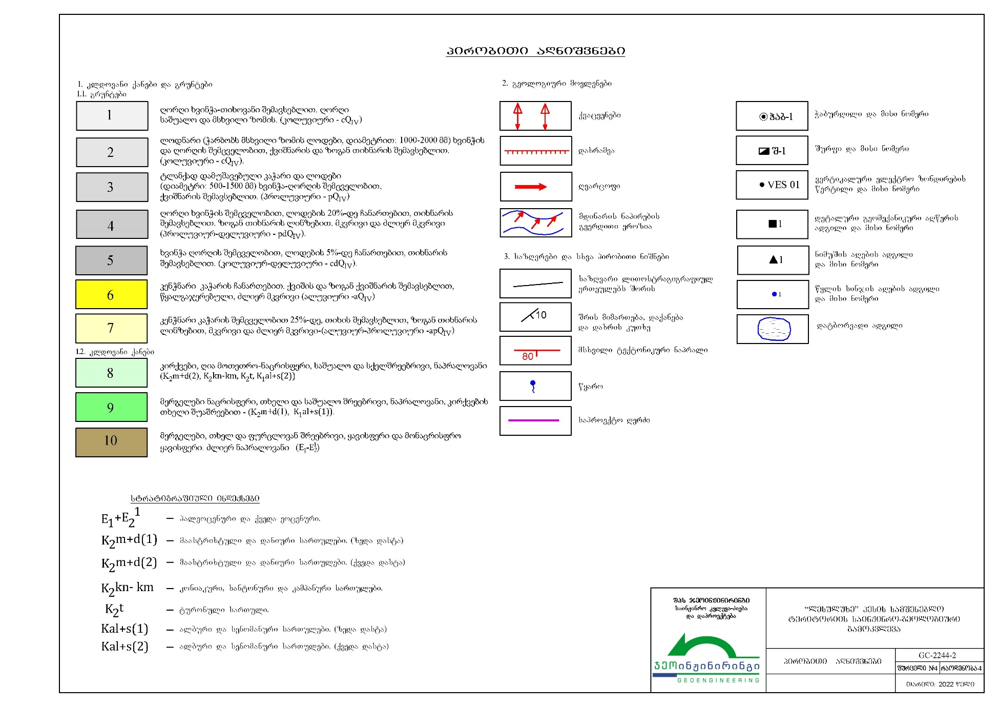 პირობითი აღნიშვნები
1. კლდოვანი ქანები და გრუნტები
1.1. გრუნტები
1
ღორღი ხვინჭა-თიხოვანი შემავსებლით. ღორღი
საშუალო და მსხვილი ზომის. (კოლუვიური - cQIV)
2
ლოდნარი (ჭარბობს მსხვილი ზომის ლოდები, დიამეტრით: 1000-2000 მმ) ხვინჭის
და ღორღის შემცველობით, ქვიშნარის და ზოგან თიხნარის შემავსებლით.
(კოლუვიური - cQIV).
3
ტლანქად დამუშავებული კაჭარი და ლოდები
(დიამეტრი: 500-1500 მმ) ხვინჭა-ღორღის შემცველობით,
ქვიშნარის შემავსებლით. (პროლუვიური - pQIV)
4
ღორღი ხვინჭის შემცველობით, ლოდების 20%-დე ჩანართებით, თიხნარის
შემავსებლით. ზოგან თიხნარის ლინზებით. მკვრივი და ძლიერ მკვრივი
(პროლუვიურ-დელუვიური - pdQIV).
5
ხვინჭა ღორღის შემცველობით, ლოდების 5%-დე ჩანართებით, თიხნარის
შემავსებლით. (კოლუვიურ-დელუვიური - cdQIV).
6
კენჭნარი კაჭარის ჩანართებით. ქვიშის და ზოგან ქვიშნარის შემავსებლით,
წყალგაჯერებული, ძლიერ მკვრივი (ალუვიური -aQIV)
7
კენჭნარი კაჭარის შემცველობით 25%-დე, თიხის შემავსებლით, ზოგან თიხნარის
ლინზებით, მკვრივი და ძლიერ მკვრივი-(ალუვიურ-პროლუვიური -apQIV)
1.2. კლდოვანი ქანები
8
კირქვები, ღია მოთეთრო-ნაცრისფერი, საშუალო და სქელშრეებრივი, ნაპრალოვანი
(K₂m+d(2), K₂kn-km, K₂t, K₁al+s(2))
9
მერგელები ნაცრისფერი, თხელი და საშუალო შრეებრივი, ნაპრალოვანი, კირქვების
თხელი შუაშრეებით - (K₂m+d(1), K₁al+s(1)).
10
მერგელები, თხელ და ფურცლოვან შრეებრივი, ყავისფერი და მონაცრისფრო
ყავისფერი. ძლიერ ნაპრალოვანი (E₁-E₂¹)
2. გეოლოგიური მოვლენები
ქვაცვენები
დახრამვა
ღვარცოფი
მდინარის ნაპირების
გვერდითი ეროზია
3. საზღვრები და სხვა პირობითი ნიშნები
საზღვარი ლითოსტრაგიგრაფიულ
ერთეულებს შორის
10
შრის მიმართება, დაქანება
და დახრის კუთხე
80
მსხვილი ტექტონიკური ნაპრალი
წყარო
საპროექტო ღერძი
ჭაბ-1
ჭაბურღილი და მისი ნომერი
შ-1
შურფი და მისი ნომერი
VES 01
ვერტიკალური ელექტრო ზონდირების
წერტილი და მისი ნომერი
1
დეტალური გეომექანიკური აღწერის
ადგილი და მისი ნომერი
1
ნიმუშის აღების ადგილი
და მისი ნომერი
1
წყლის სინჯის აღების ადგილი
და მისი ნომერი
დატბორვადი ადგილი
სტრატიგრაფიული ინდექსები
E₁+E₂¹ – პალეოცენური და ქვედა ეოცენური.
K₂m+d(1) – მაასტრიხტული და დანიური სართულები. (ზედა დასტა)
K₂m+d(2) – მაასტრიხტული და დანიური სართულები. (ქვედა დასტა)
K₂kn- km – კონიაკური, სანტონური და კამპანური სართულები.
K₂t – ტურონული სართული.
Kal+s(1) – ალბური და სენომანური სართულები. (ზედა დასტა)
Kal+s(2) – ალბური და სენომანური სართულები. (ქვედა დასტა)
შპს ჯეოინჟინირინგი
საინჟინრო კვლევა-ძიება
და დაპროექტება
ჯეოინჟინირინგი
GEOENGINEERING
“ლესულუხე” ჰესის სამშენებლო
ტერიტორიის საინჟინრო-გეოლოგიური
გამოკვლევა
პირობითი აღნიშვნები
GC-2244-2
ფურცელი №4
რაოდენობა-4
თარიღი: 2022 წელი